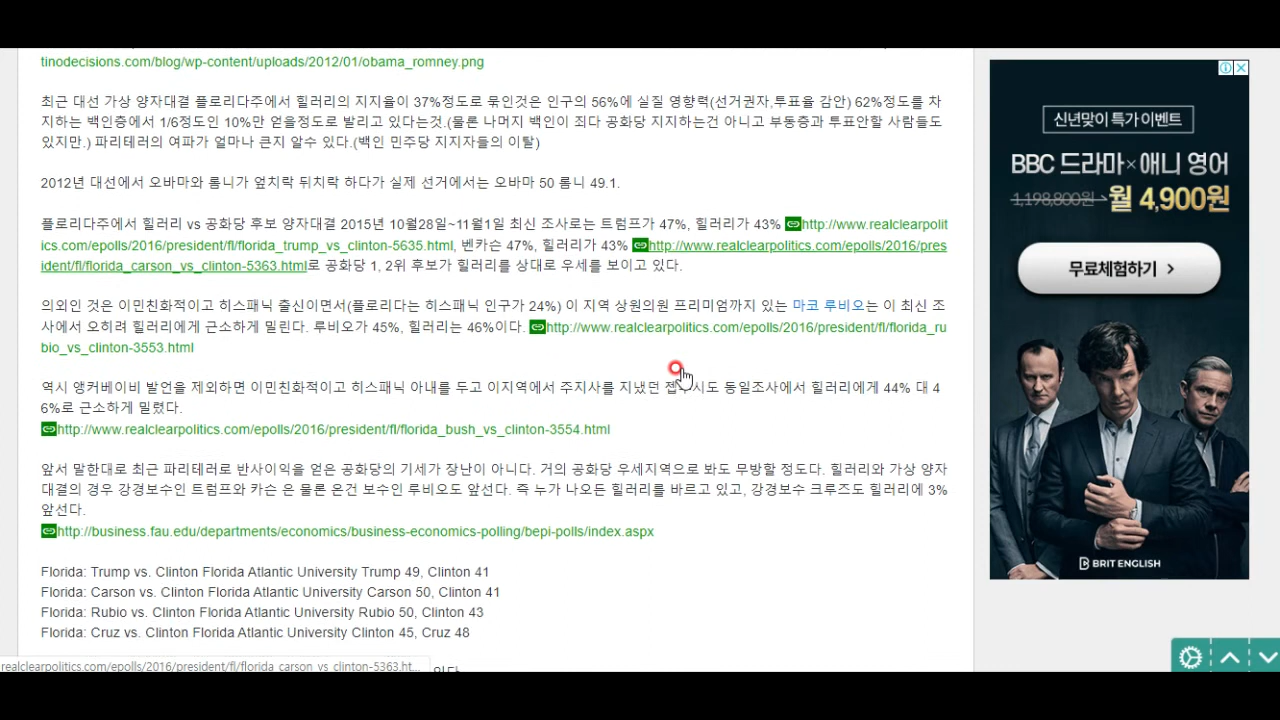 tinodecisions.com/blog/wp-content/uploads/2012/01/obama_romney.png
최근 대선 가상 양자대결 플로리다주에서 힐러리의 지지율이 37%정도로 묶인것은 인구의 56%에 실질 영향력(선거권자,투표율 감안) 62%정도를 차
지하는 백인층에서 1/6정도인 10%만 얻을정도로 발리고 있다는것.(물론 나머지 백인이 죄다 공화당 지지하는건 아니고 부동층과 투표안할 사람들도
있지만.) 파리테러의 여파가 얼마나 큰지 알수 있다.(백인 민주당 지지자들의 이탈)
2012년 대선에서 오바마와 롬니가 엎치락 뒤치락 하다가 실제 선거에서는 오바마 50 롬니 49.1.
플로리다주에서 힐러리 vs 공화당 후보 양자대결 2015년 10월28일~11월1일 최신 조사로는 트럼프가 47%, 힐러리가 43% http://www.realclearpolit
ics.com/epolls/2016/president/fl/florida_trump_vs_clinton-5635.html, 벤카슨 47%, 힐러리가 43% http://www.realclearpolitics.com/epolls/2016/pres
ident/fl/florida_carson_vs_clinton-5363.html로 공화당 1, 2위 후보가 힐러리를 상대로 우세를 보이고 있다.
의외인 것은 이민친화적이고 히스패닉 출신이면서(플로리다는 히스패닉 인구가 24%) 이 지역 상원의원 프리미엄까지 있는 마코 루비오는 이 최신 조
사에서 오히려 힐러리에게 근소하게 밀린다. 루비오가 45%, 힐러리는 46%이다. http://www.realclearpolitics.com/epolls/2016/president/fl/florida_ru
bio_vs_clinton-3553.html
역시 앵커베이비 발언을 제외하면 이민친화적이고 히스패닉 아내를 두고 이지역에서 주지사를 지냈던 젭부시도 동일조사에서 힐러리에게 44% 대 4
6%로 근소하게 밀렸다.
http://www.realclearpolitics.com/epolls/2016/president/fl/florida_bush_vs_clinton-3554.html
앞서 말한대로 최근 파리테러로 반사이익을 얻은 공화당의 기세가 장난이 아니다. 거의 공화당 우세지역으로 봐도 무방할 정도다. 힐러리와 가상 양자
대결의 경우 강경보수인 트럼프와 카슨 은 물론 온건 보수인 루비오도 앞선다. 즉 누가 나오든 힐러리를 바르고 있고, 강경보수 크루즈도 힐러리에 3%
앞선다.
http://business.fau.edu/departments/economics/business-economics-polling/bepi-polls/index.aspx
Florida: Trump vs. Clinton Florida Atlantic University Trump 49, Clinton 41
Florida: Carson vs. Clinton Florida Atlantic University Carson 50, Clinton 41
Florida: Rubio vs. Clinton Florida Atlantic University Rubio 50, Clinton 43
Florida: Cruz vs. Clinton Florida Atlantic University Clinton 45, Cruz 48
realclearpolitics.com/epolls/2016/president/fl/florida_carson_vs_clinton-5363.ht...
신년맞이 특가 이벤트
BBC 드라마×애니 영어
1,198,800원 월 4,900원
무료체험하기 >
BRIT ENGLISH